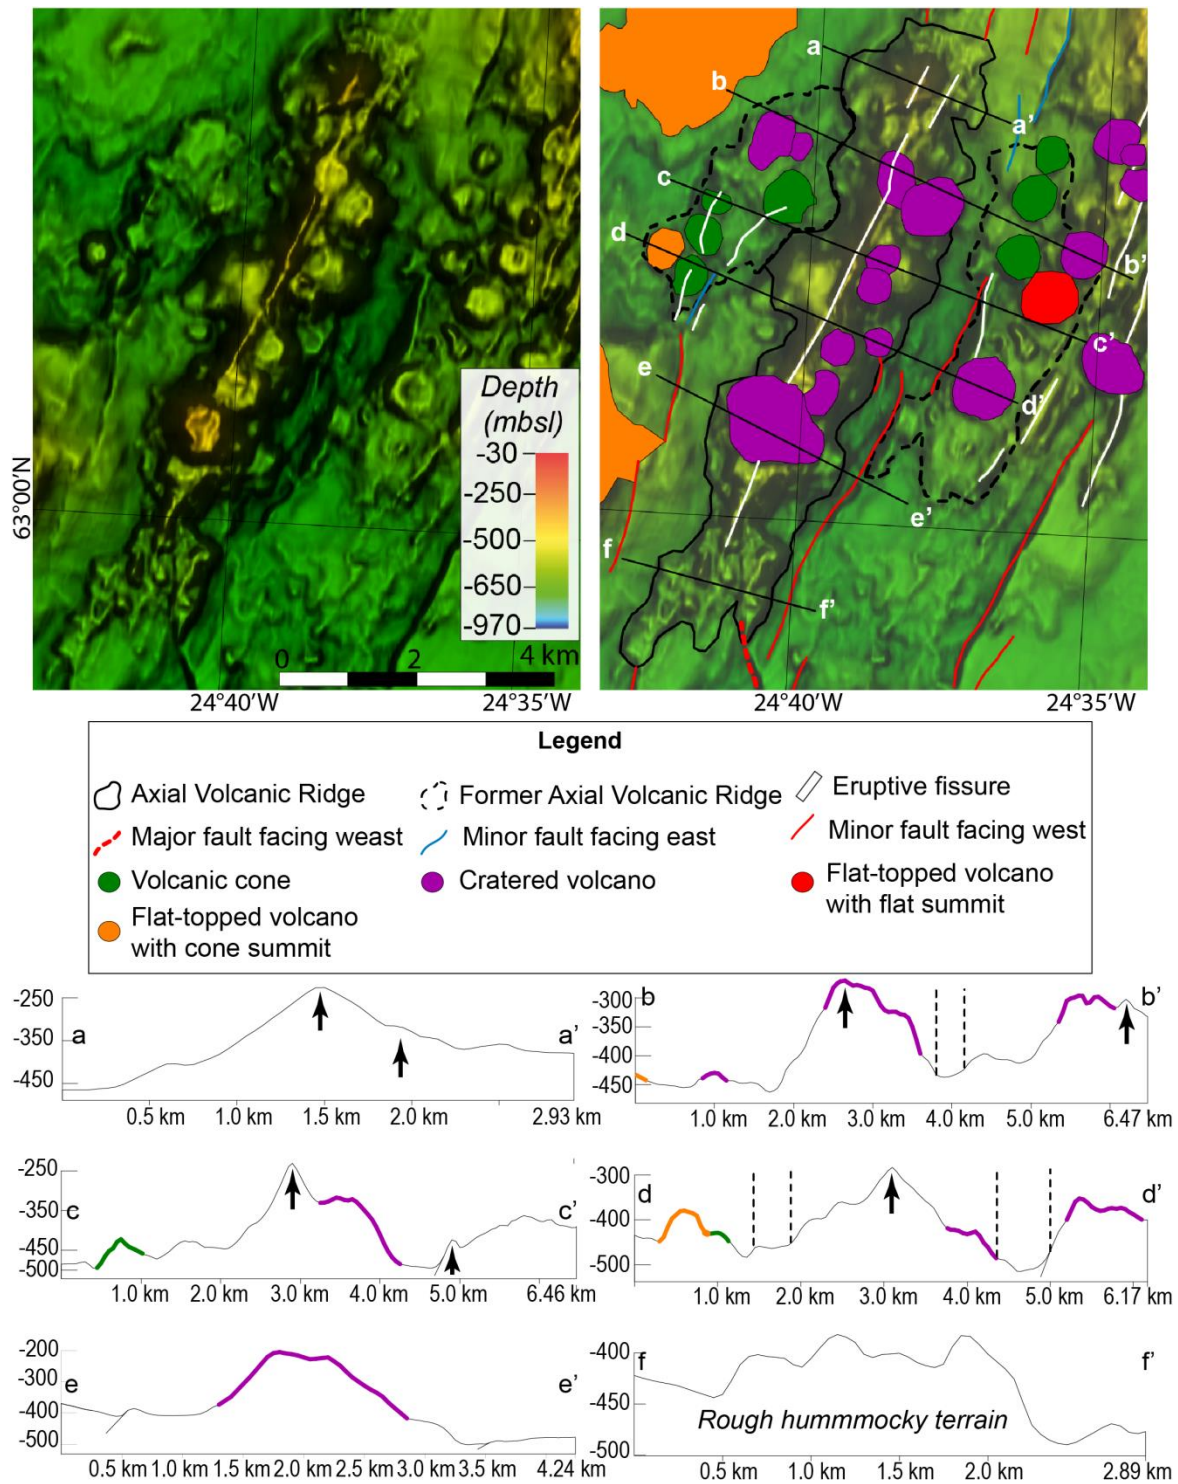 Depth
(mbsl)
-30
-250
-500
-650
-970
0 2 4 km
63°00'N
24°40'W 24°35'W
a
a'
b
b'
c
c'
d
d'
e
e'
f
f'
24°40'W 24°35'W
Legend
Axial Volcanic Ridge
Former Axial Volcanic Ridge
Eruptive fissure
Major fault facing weast
Minor fault facing east
Minor fault facing west
Volcanic cone
Cratered volcano
Flat-topped volcano
with flat summit
Flat-topped volcano
with cone summit
-250
-350
-450
a a'
0.5 km 1.0 km 1.5 km 2.0 km 2.93 km
-300
-350
-400
-450
b b'
1.0 km 2.0 km 3.0 km 4.0 km 5.0 km 6.47 km
-250
-350
-450
-500
c c'
1.0 km 2.0 km 3.0 km 4.0 km 5.0 km 6.46 km
-300
-400
-500
d d'
1.0 km 2.0 km 3.0 km 4.0 km 5.0 km 6.17 km
-200
-300
-400
-500
e e'
0.5 km 1.0 km 1.5 km 2.0 km 2.5 km 3.0 km 3.5 km 4.24 km
-400
-450
-500
f f'
Rough hummmocky terrain
0.5 km 1.0 km 1.5 km 2.0 km 2.89 km